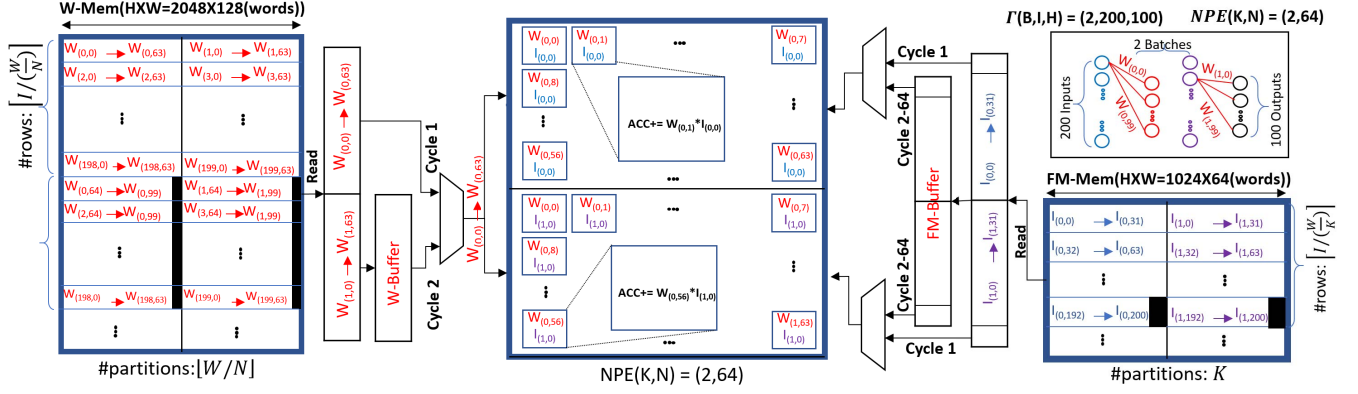 W-Mem(HXW=2048X128(words))
#rows: ⌈I/(W/N)⌉
W(0,0) → W(0,63) W(1,0) → W(1,63)
W(2,0) → W(2,63) W(3,0) → W(3,63)
W(198,0) → W(198,63) W(199,0) → W(199,63)
W(0,64) → W(0,99) W(1,64) → W(1,99)
W(2,64) → W(0,99) W(3,64) → W(1,99)
W(198,0) → W(198,63) W(199,0) → W(199,63)
#partitions:⌊W/N⌋
Read
W(0,0) → W(0,63)
W(1,0) → W(1,63)
W-Buffer
Cycle 1
Cycle 2
W(0,0) → W(0,63)
W(0,0) W(0,1) ... W(0,7)
I(0,0) I(0,0) I(0,0)
W(0,8)
I(0,0)
ACC+= W(0,1)*I(0,0)
W(0,56) W(0,63)
I(0,0) ... I(0,0)
W(0,0) W(0,1) ... W(0,7)
I(1,0) I(1,0) I(1,0)
W(0,8)
I(1,0)
ACC+= W(0,56)*I(1,0)
W(0,56) W(1,63)
I(1,0) ... I(1,0)
NPE(K,N) = (2,64)
Cycle 1
Cycle 2-64
Cycle 2-64
Cycle 1
FM-Buffer
I(0,0) → I(0,31)
I(1,0) → I(1,31)
Read
Γ(B,I,H) = (2,200,100) NPE(K,N) = (2,64)
2 Batches
200 Inputs
W(0,0)
W(0,99)
W(1,0)
W(1,99)
100 Outputs
FM-Mem(HXW=1024X64(words))
I(0,0) → I(0,31) I(1,0) → I(1,31)
I(0,32) → I(0,63) I(1,32) → I(1,63)
I(0,192) → I(0,200) I(1,192) → I(1,200)
#rows: ⌈I/(W/K)⌉
#partitions: K